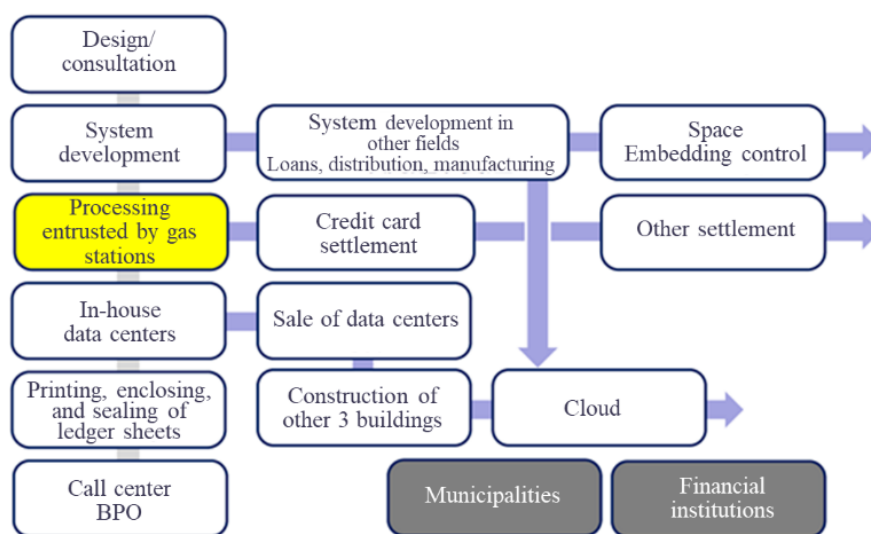 Design/
consultation
System
development
System development in
other fields
Loans, distribution, manufacturing
Space
Embedding control
Processing
entrusted by gas
stations
Credit card
settlement
Other settlement
In-house
data centers
Sale of data centers
Printing, enclosing,
and sealing of
ledger sheets
Construction of
other 3 buildings
Cloud
Call center
BPO
Municipalities
Financial
institutions